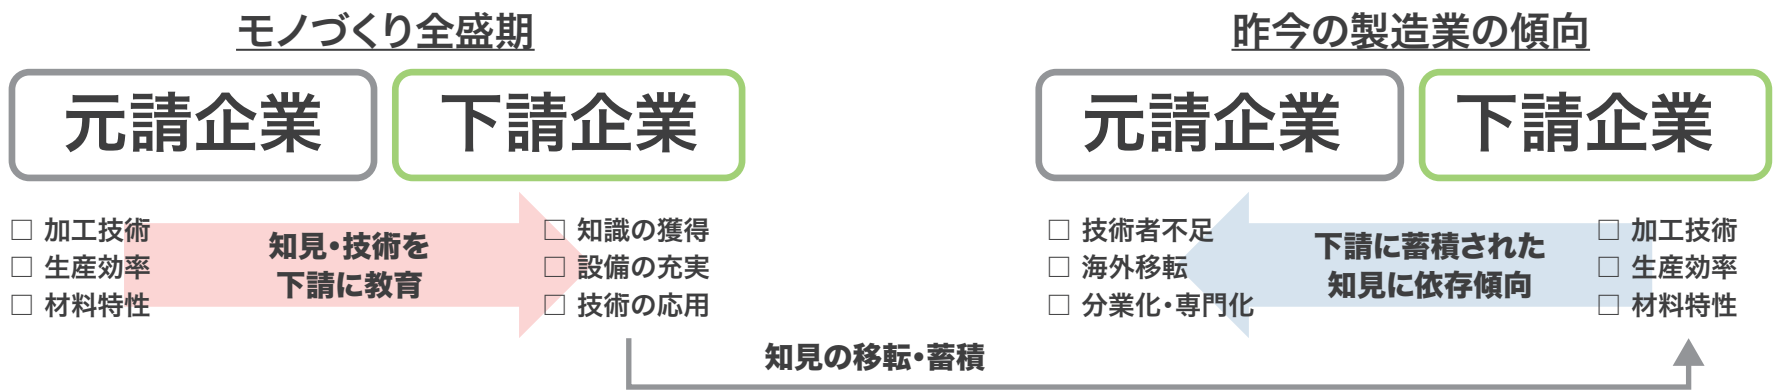 モノづくり全盛期
元請企業
下請企業
□ 加工技術
□ 生産効率
□ 材料特性
知見・技術を
下請に教育
□ 知識の獲得
□ 設備の充実
□ 技術の応用
昨今の製造業の傾向
元請企業
下請企業
□ 技術者不足
□ 海外移転
□ 分業化・専門化
下請に蓄積された
知見に依存傾向
□ 加工技術
□ 生産効率
□ 材料特性
知見の移転・蓄積